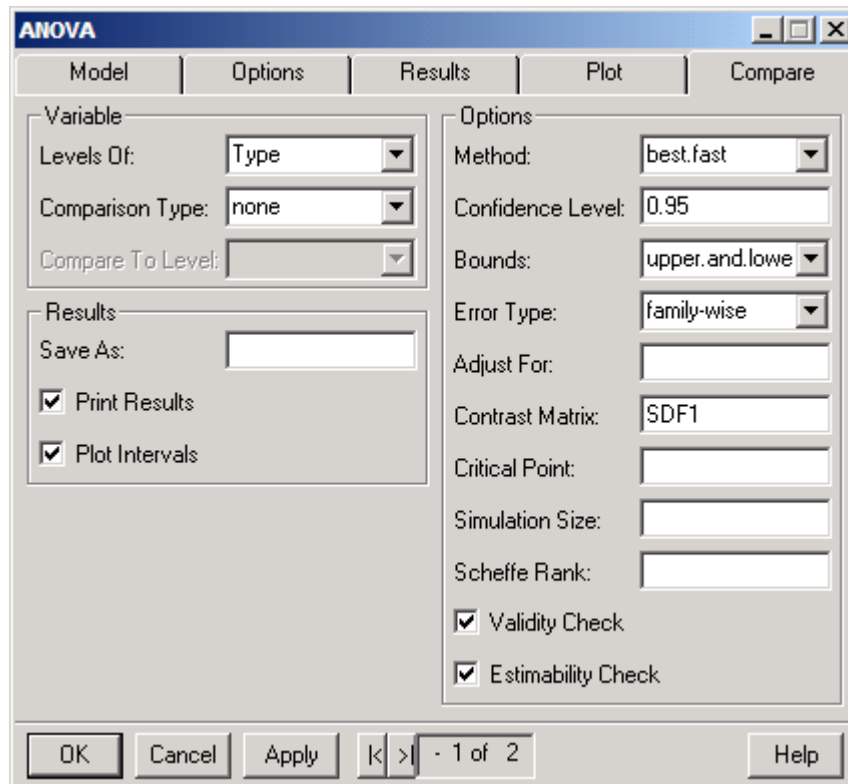 ANOVA
Model Options Results Plot Compare
Variable
Levels Of: Type
Comparison Type: none
Compare To Level:
Results
Save As:
Print Results
Plot Intervals
Options
Method: best.fast
Confidence Level: 0.95
Bounds: upper.and.lowe
Error Type: family-wise
Adjust For:
Contrast Matrix: SDF1
Critical Point:
Simulation Size:
Scheffe Rank:
Validity Check
Estimability Check
OK Cancel Apply |< >| - 1 of 2 Help